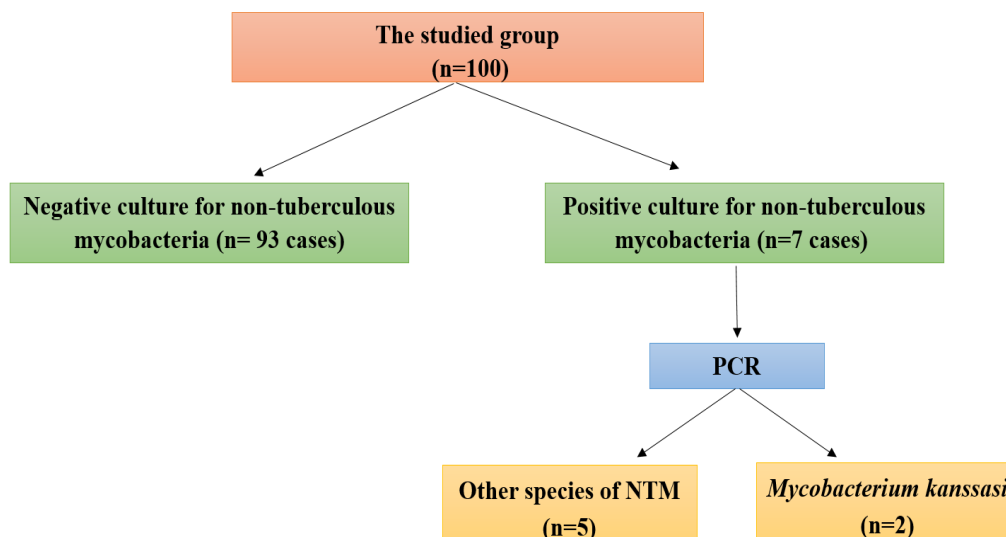 The studied group
(n=100)
Negative culture for non-tuberculous
mycobacteria (n= 93 cases)
Positive culture for non-tuberculous
mycobacteria (n=7 cases)
PCR
Other species of NTM
(n=5)
Mycobacterium kanssasi
(n=2)